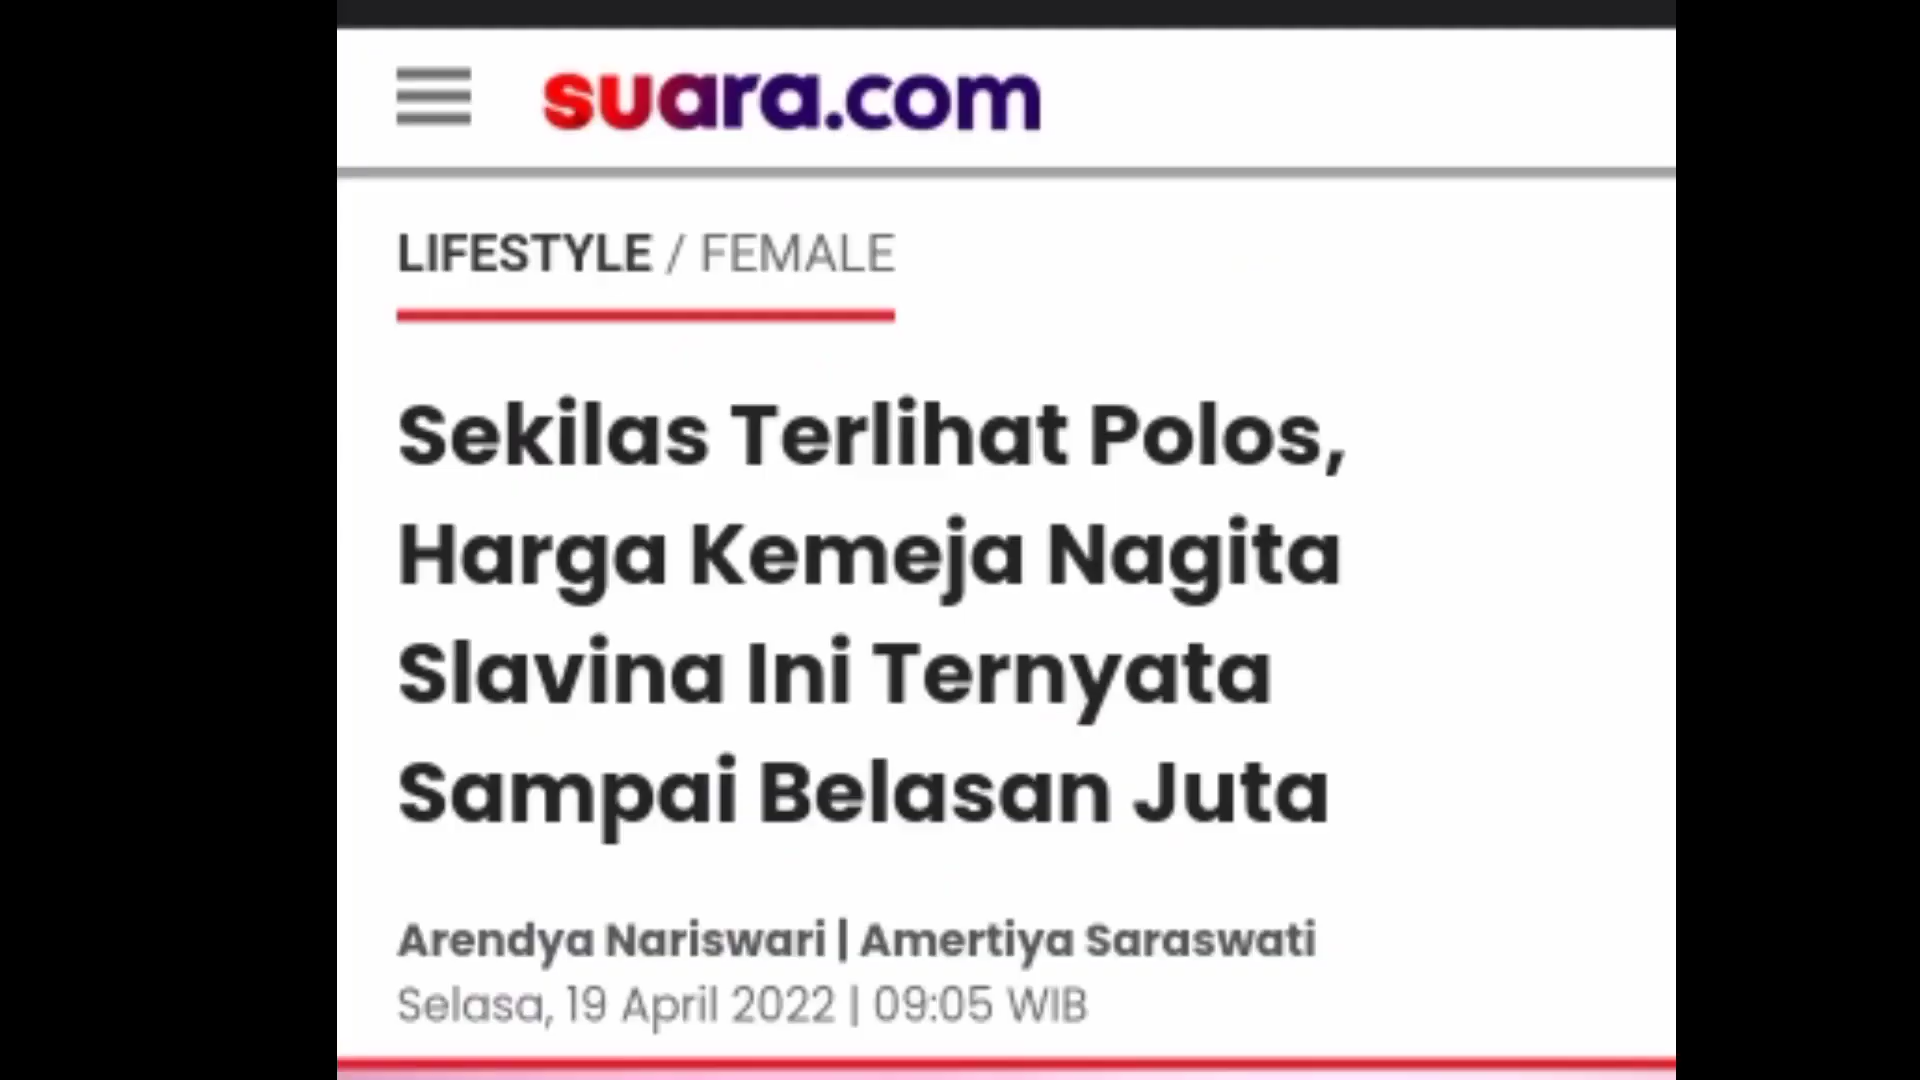 suara.com
LIFESTYLE / FEMALE
Sekilas Terlihat Polos,
Harga Kemeja Nagita
Slavina Ini Ternyata
Sampai Belasan Juta
Arendya Nariswari | Amertiya Saraswati
Selasa, 19 April 2022 | 09:05 WIB